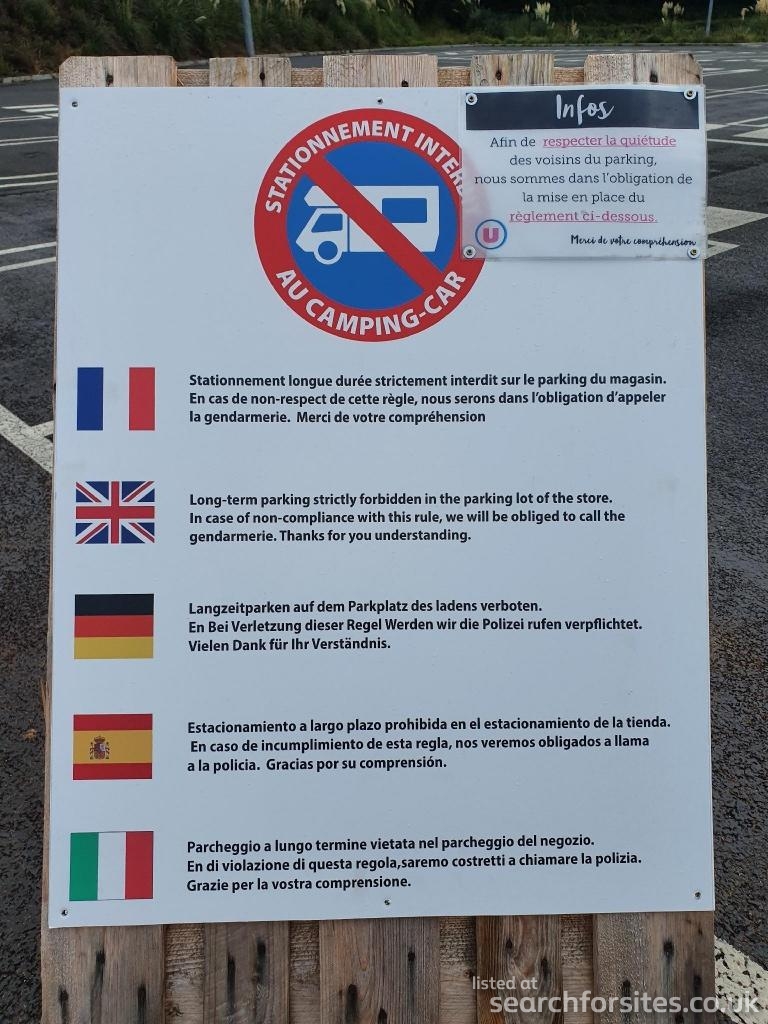 STATIONNEMENT
AU CAMPING-CAR
Infos
Afin de respecter la quiétude
des voisins du parking,
nous sommes dans l'obligation de
la mise en place du
règlement ci-dessous.
U
Merci de votre compréhension
Stationnement longue durée strictement interdit sur le parking du magasin.
En cas de non-respect de cette règle, nous serons dans l'obligation d'appeler
la gendarmerie. Merci de votre compréhension
Long-term parking strictly forbidden in the parking lot of the store.
In case of non-compliance with this rule, we will be obliged to call the
gendarmerie. Thanks for you understanding.
Langzeitparken auf dem Parkplatz des ladens verboten.
En Bei Verletzung dieser Regel Werden wir die Polizei rufen verpflichtet.
Vielen Dank für Ihr Verständnis.
Estacionamiento a largo plazo prohibida en el estacionamiento de la tienda.
En caso de incumplimiento de esta regla, nos veremos obligados a llama
a la policia. Gracias por su comprensión.
Parcheggio a lungo termine vietata nel parcheggio del negozio.
En di violazione di questa regola,saremo costretti a chiamare la polizia.
Grazie per la vostra comprensione.
listed at
searchforsites.co.uk